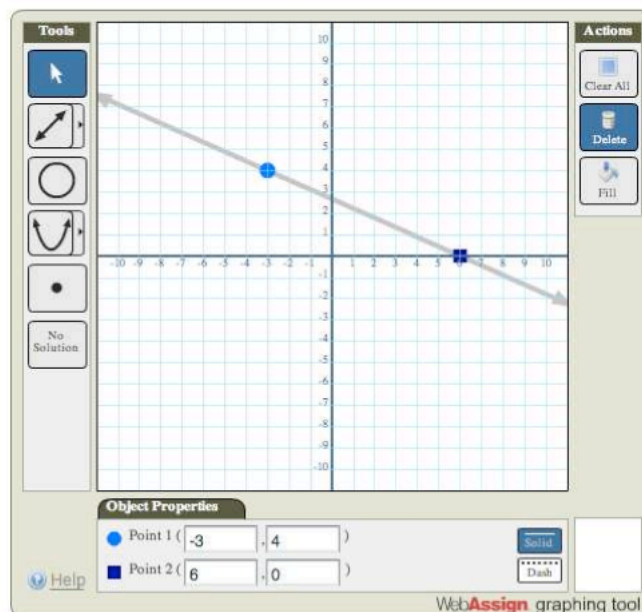 Tools
Actions
Clear All
Delete
Fill
No
Solution
10
9
8
7
6
5
4
3
2
1
-10 -9 -8 -7 -6 -5 -4 -3 -2 -1 1 2 3 4 5 6 7 8 9 10
-1
-2
-3
-4
-5
-6
-7
-8
-9
-10
Object Properties
Point 1 ( -3 , 4 )
Solid
Point 2 ( 6 , 0 )
Dash
Help
WebAssign. graphing tool